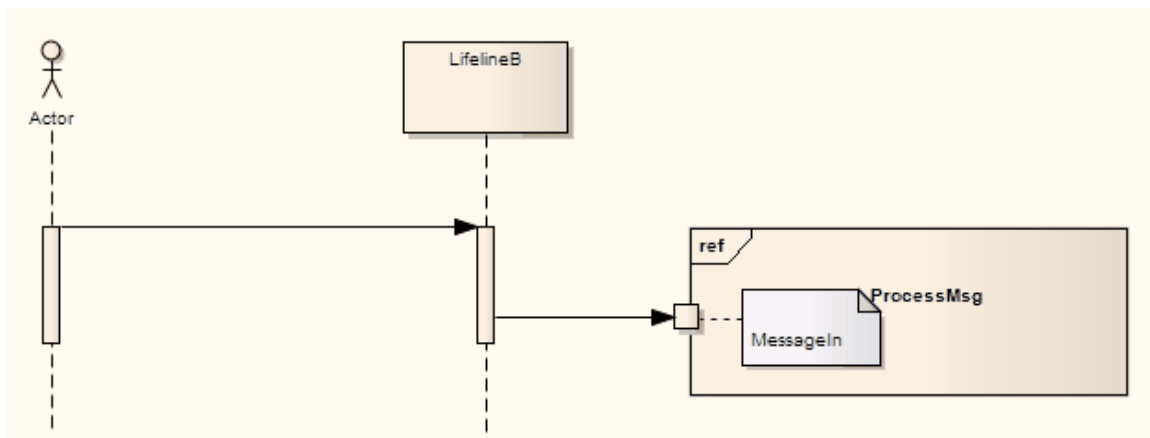 LifelineB
Actor
ref
ProcessMsg
MessageIn